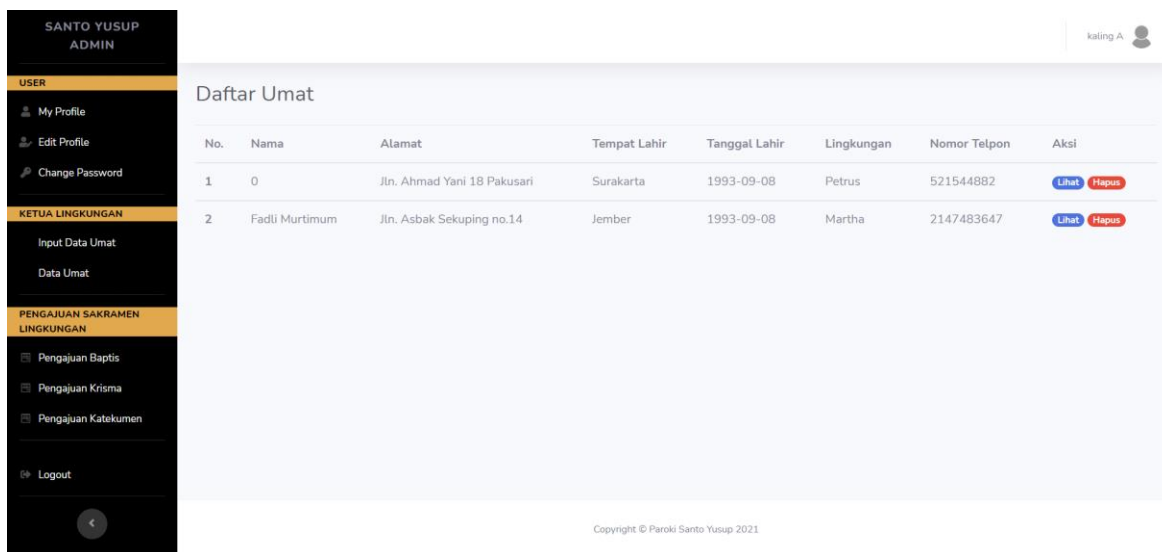 SANTO YUSUP
ADMIN
kaling A
USER
My Profile
Edit Profile
Change Password
KETUA LINGKUNGAN
Input Data Umat
Data Umat
PENGAJUAN SAKRAMEN
LINGKUNGAN
Pengajuan Baptis
Pengajuan Krisma
Pengajuan Katekumen
Logout
Daftar Umat
No. Nama Alamat Tempat Lahir Tanggal Lahir Lingkungan Nomor Telpon Aksi
1 0 Jln. Ahmad Yani 18 Pakusari Surakarta 1993-09-08 Petrus 521544882 Lihat Hapus
2 Fadli Murtimum Jln. Asbak Sekuping no.14 Jember 1993-09-08 Martha 2147483647 Lihat Hapus
Copyright © Paroki Santo Yusup 2021